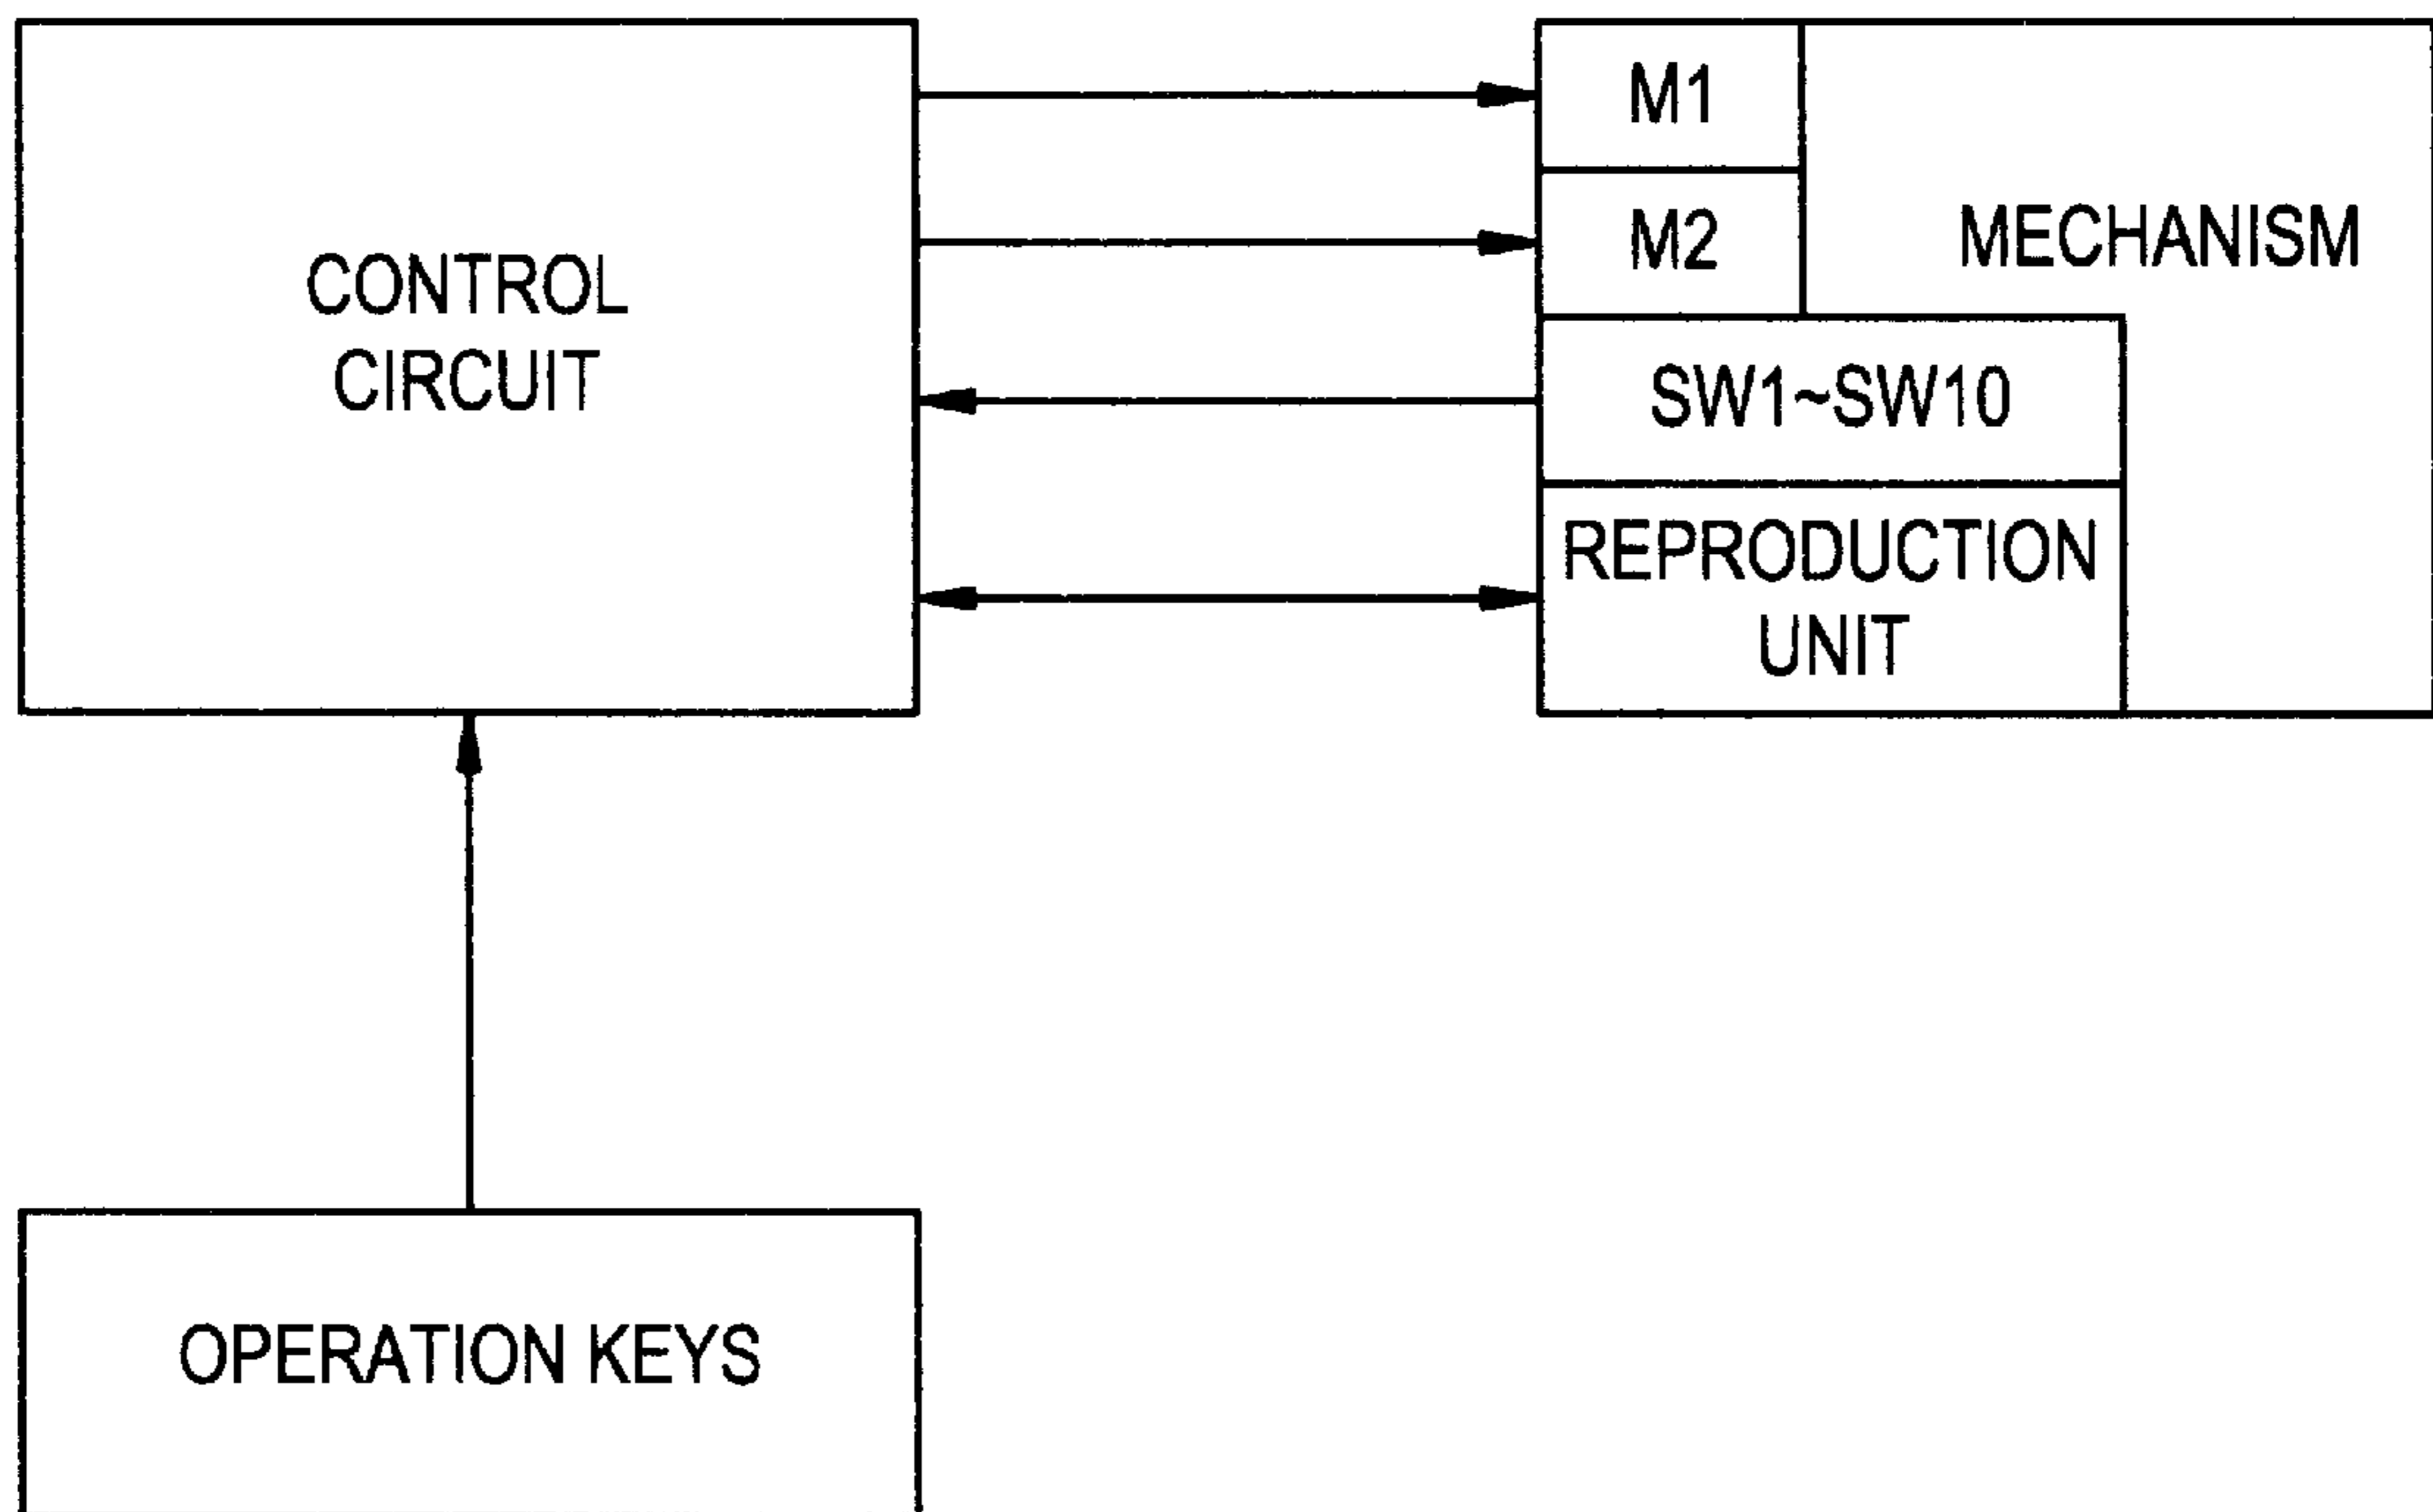 CONTROL
CIRCUIT
M1
M2
MECHANISM
SW1~SW10
REPRODUCTION
UNIT
OPERATION KEYS